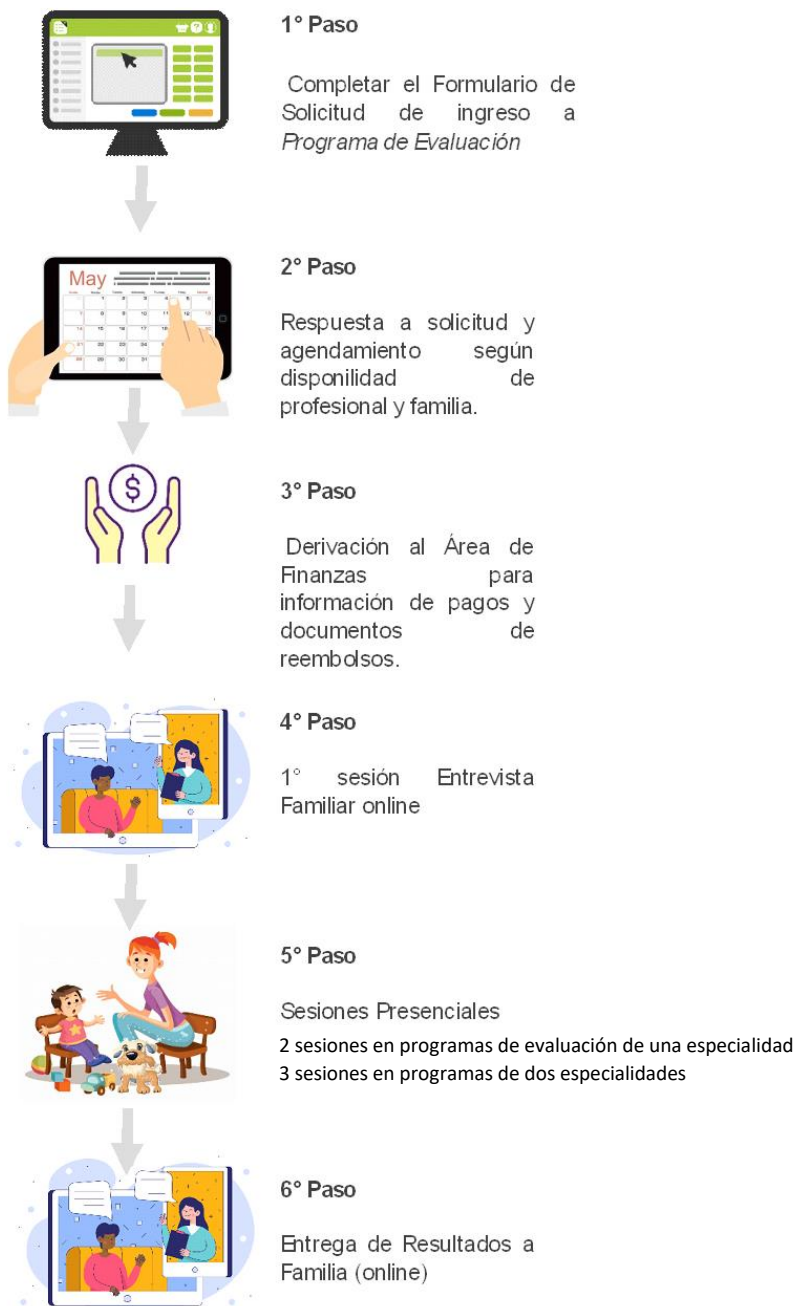 1° Paso
Completar el Formulario de
Solicitud de ingreso a
Programa de Evaluación
May
2° Paso
Respuesta a solicitud y
agendamiento según
disponilidad de
profesional y familia.
$
3° Paso
Derivación al Área de
Finanzas para
información de pagos y
documentos de
reembolsos.
4° Paso
1° sesión Entrevista
Familiar online
5° Paso
Sesiones Presenciales
2 sesiones en programas de evaluación de una especialidad
3 sesiones en programas de dos especialidades
6° Paso
Entrega de Resultados a
Familia (online)